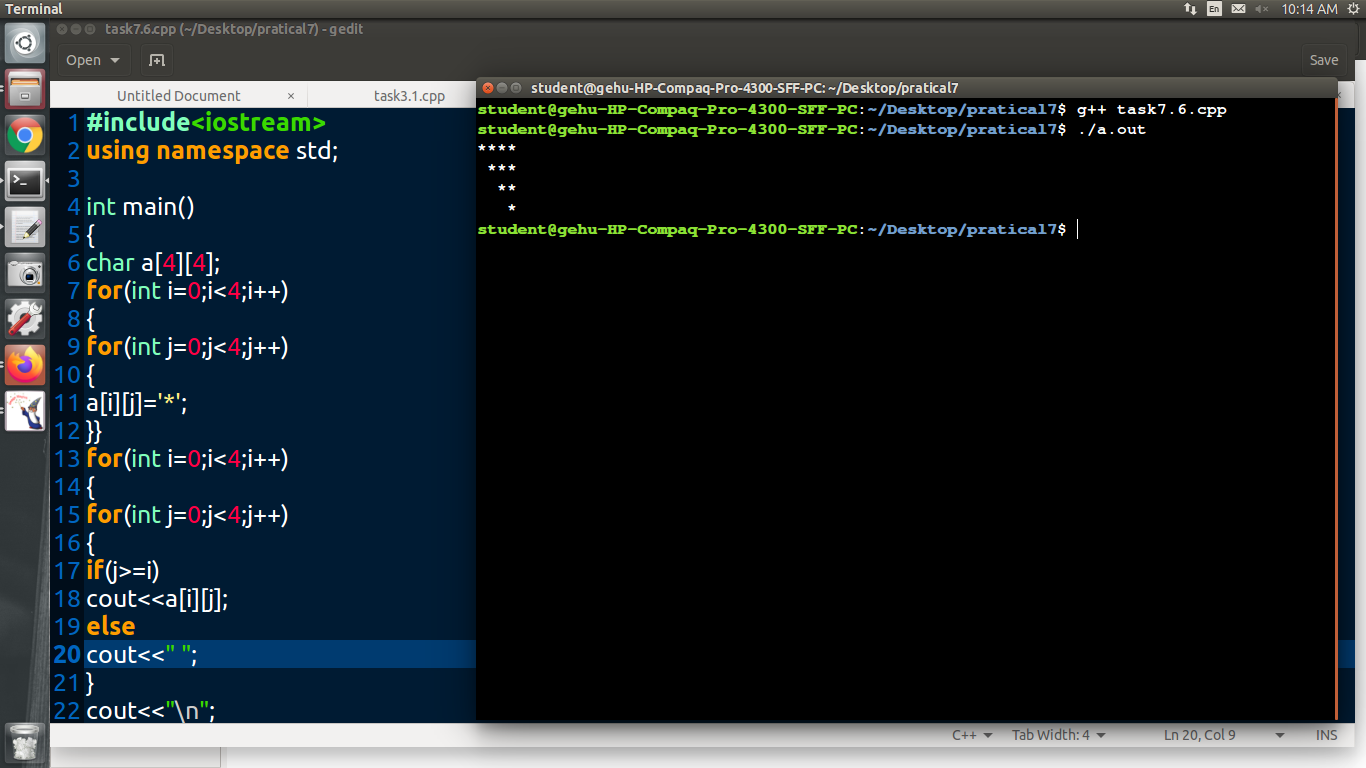 Terminal
En
10:14 AM
task7.6.cpp (~/Desktop/pratical7) - gedit
Open
Save
Untitled Document
×
task3.1.cpp
student@gehu-HP-Compaq-Pro-4300-SFF-PC: ~/Desktop/pratical7
1 #include<iostream>
2 using namespace std;
3
4 int main()
5 {
6 char a[4][4];
7 for(int i=0;i<4;i++)
8 {
9 for(int j=0;j<4;j++)
10 {
11 a[i][j]='*';
12 }}
13 for(int i=0;i<4;i++)
14 {
15 for(int j=0;j<4;j++)
16 {
17 if(j>=i)
18 cout<<a[i][j];
19 else
20 cout<<" ";
21 }
22 cout<<"\n";
student@gehu-HP-Compaq-Pro-4300-SFF-PC:~/Desktop/pratical7$ g++ task7.6.cpp
student@gehu-HP-Compaq-Pro-4300-SFF-PC:~/Desktop/pratical7$ ./a.out
****
 ***
  **
   *
student@gehu-HP-Compaq-Pro-4300-SFF-PC:~/Desktop/pratical7$
C++
Tab Width: 4
Ln 20, Col 9
INS